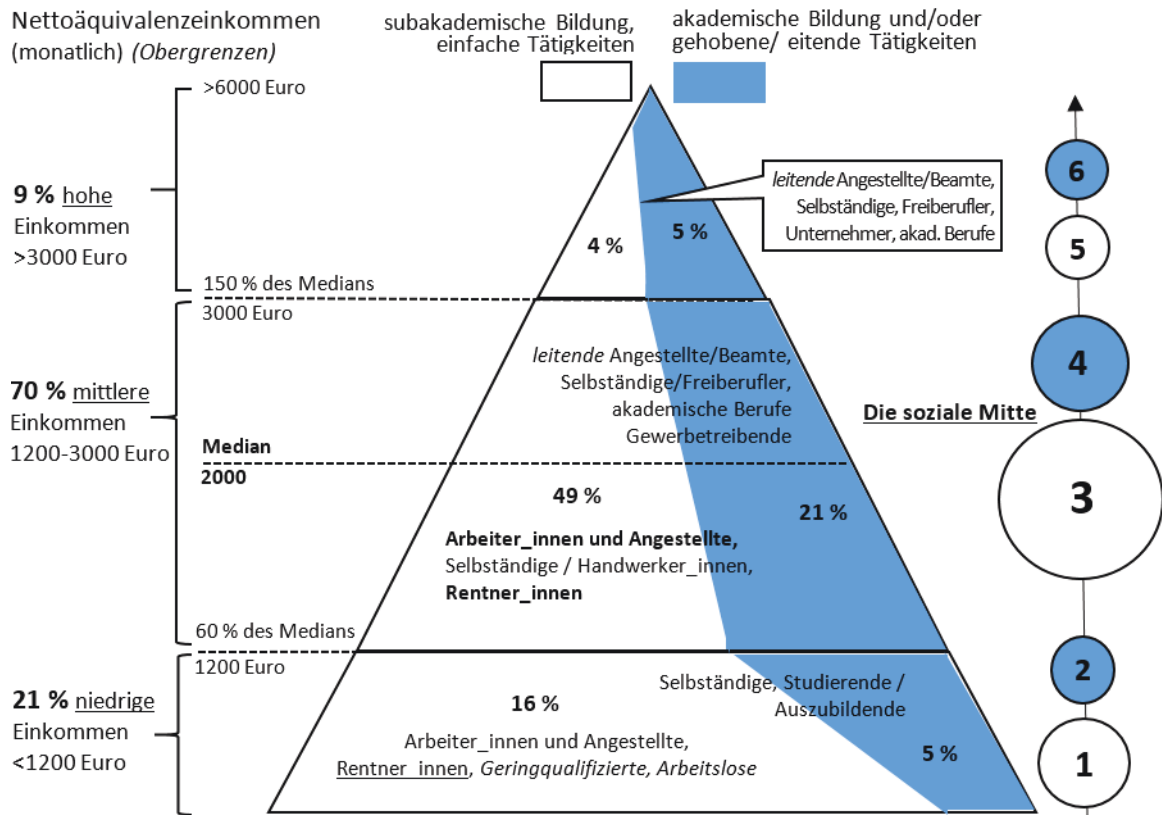 Nettoäquivalenzeinkommen
(monatlich) (Obergrenzen)
subakademische Bildung,
einfache Tätigkeiten
akademische Bildung und/oder
gehobene/ eitende Tätigkeiten
>6000 Euro
9 % hohe
Einkommen
>3000 Euro
150 % des Medians
3000 Euro
4 %
5 %
leitende Angestellte/Beamte,
Selbständige, Freiberufler,
Unternehmer, akad. Berufe
6
5
70 % mittlere
Einkommen
1200-3000 Euro
Median
2000
leitende Angestellte/Beamte,
Selbständige/Freiberufler,
akademische Berufe
Gewerbetreibende
Die soziale Mitte
4
3
49 %
21 %
Arbeiter_innen und Angestellte,
Selbständige / Handwerker_innen,
Rentner_innen
60 % des Medians
1200 Euro
21 % niedrige
Einkommen
<1200 Euro
Selbständige, Studierende /
Auszubildende
16 %
5 %
Arbeiter_innen und Angestellte,
Rentner_innen, Geringqualifizierte, Arbeitslose
2
1